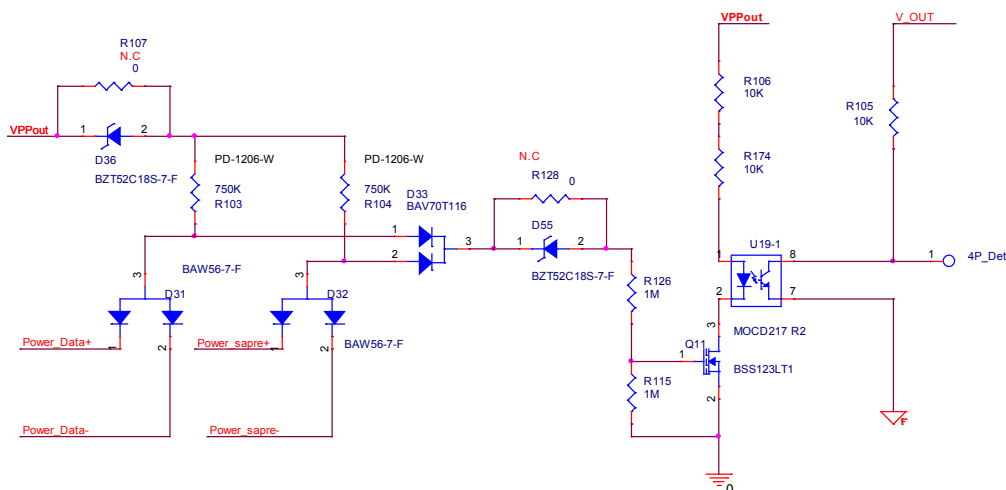 VPPout
V_OUT
R107
N.C
0
R106
10K
R105
10K
VPPout
1
2
D36
BZT52C18S-7-F
PD-1206-W
PD-1206-W
N.C
R174
10K
750K
R103
750K
R104
D33
BAV70T116
R128
0
1
2
3
D55
1
2
BZT52C18S-7-F
U19-1
1
8
1
4P_Det
2
7
BAW56-7-F
3
D31
3
D32
R126
1M
MOCD217 R2
Power_Data+
1
2
Power_sapre+
1
2
BAW56-7-F
Q11
1
3
2
BSS123LT1
R115
1M
Power_Data-
Power_sapre-
F
0